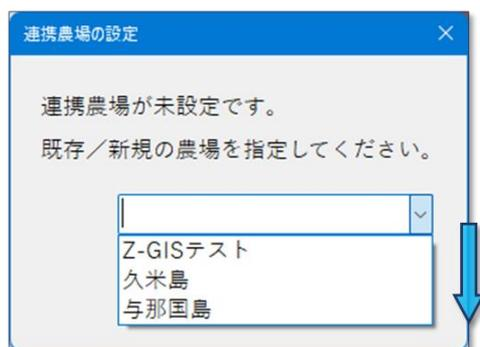 連携農場の設定
連携農場が未設定です。
既存／新規の農場を指定してください。
Z-GISテスト
久米島
与那国島